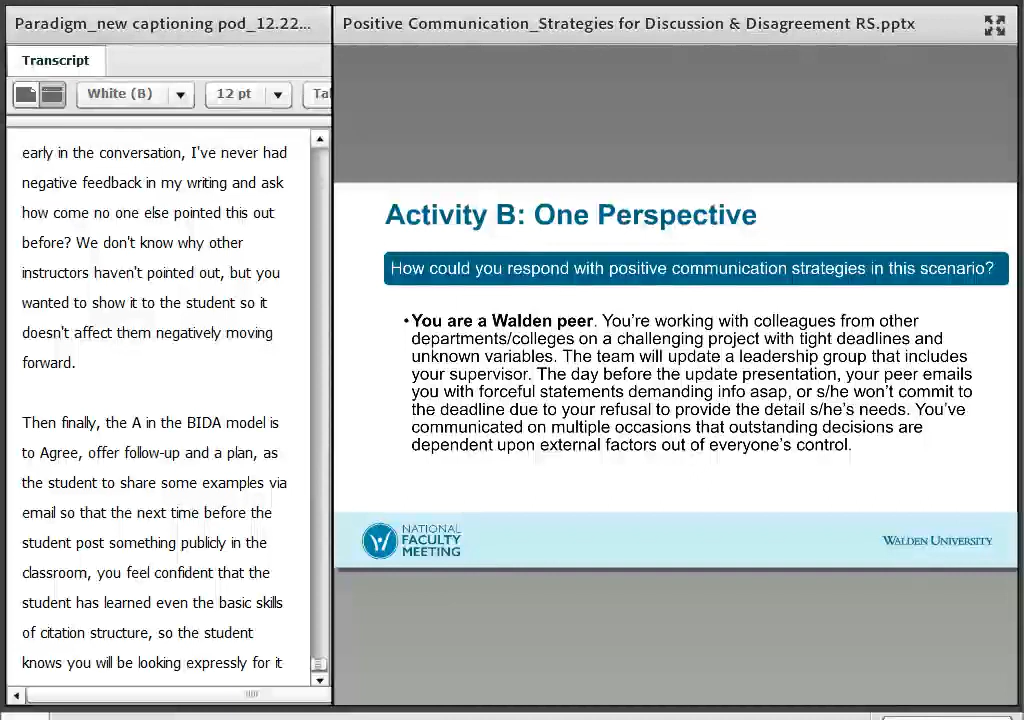 Paradigm_new captioning pod_12.22...
Transcript
White (B)
12 pt
Tal
early in the conversation, I've never had
negative feedback in my writing and ask
how come no one else pointed this out
before? We don't know why other
instructors haven't pointed out, but you
wanted to show it to the student so it
doesn't affect them negatively moving
forward.
Then finally, the A in the BIDA model is
to Agree, offer follow-up and a plan, as
the student to share some examples via
email so that the next time before the
student post something publicly in the
classroom, you feel confident that the
student has learned even the basic skills
of citation structure, so the student
knows you will be looking expressly for it
Positive Communication_Strategies for Discussion & Disagreement RS.pptx
Activity B: One Perspective
How could you respond with positive communication strategies in this scenario?
•You are a Walden peer. You’re working with colleagues from other
departments/colleges on a challenging project with tight deadlines and
unknown variables. The team will update a leadership group that includes
your supervisor. The day before the update presentation, your peer emails
you with forceful statements demanding info asap, or s/he won’t commit to
the deadline due to your refusal to provide the detail s/he’s needs. You’ve
communicated on multiple occasions that outstanding decisions are
dependent upon external factors out of everyone’s control.
NATIONAL
FACULTY
MEETING
WALDEN UNIVERSITY